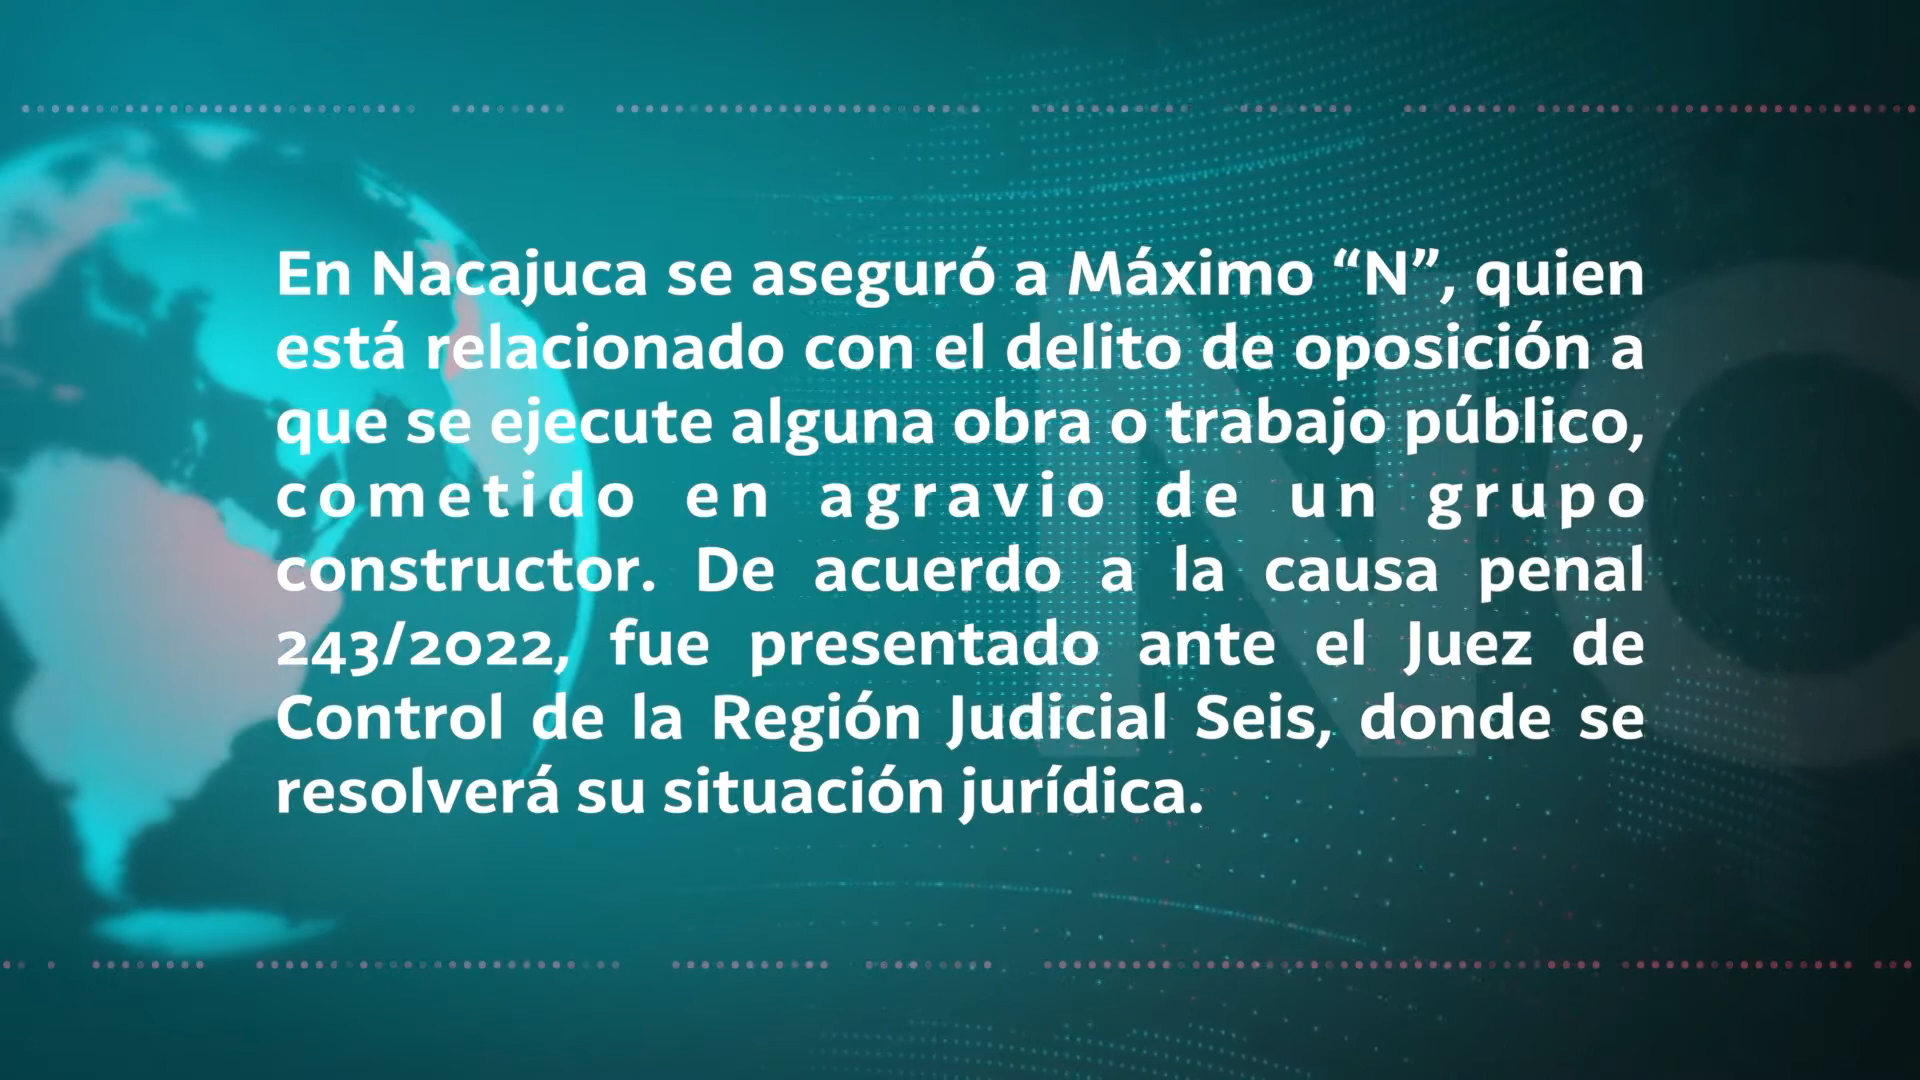 En Nacajuca se aseguró a Máximo “N”, quien
está relacionado con el delito de oposición a
que se ejecute alguna obra o trabajo público,
cometido en agravio de un grupo
constructor. De acuerdo a la causa penal
243/2022, fue presentado ante el Juez de
Control de la Región Judicial Seis, donde se
resolverá su situación jurídica.